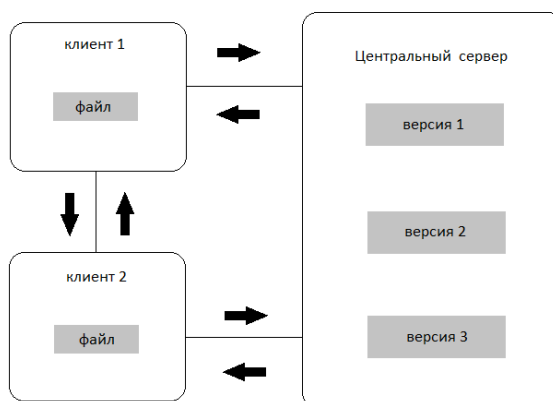 клиент 1
файл
клиент 2
файл
Центральный сервер
версия 1
версия 2
версия 3